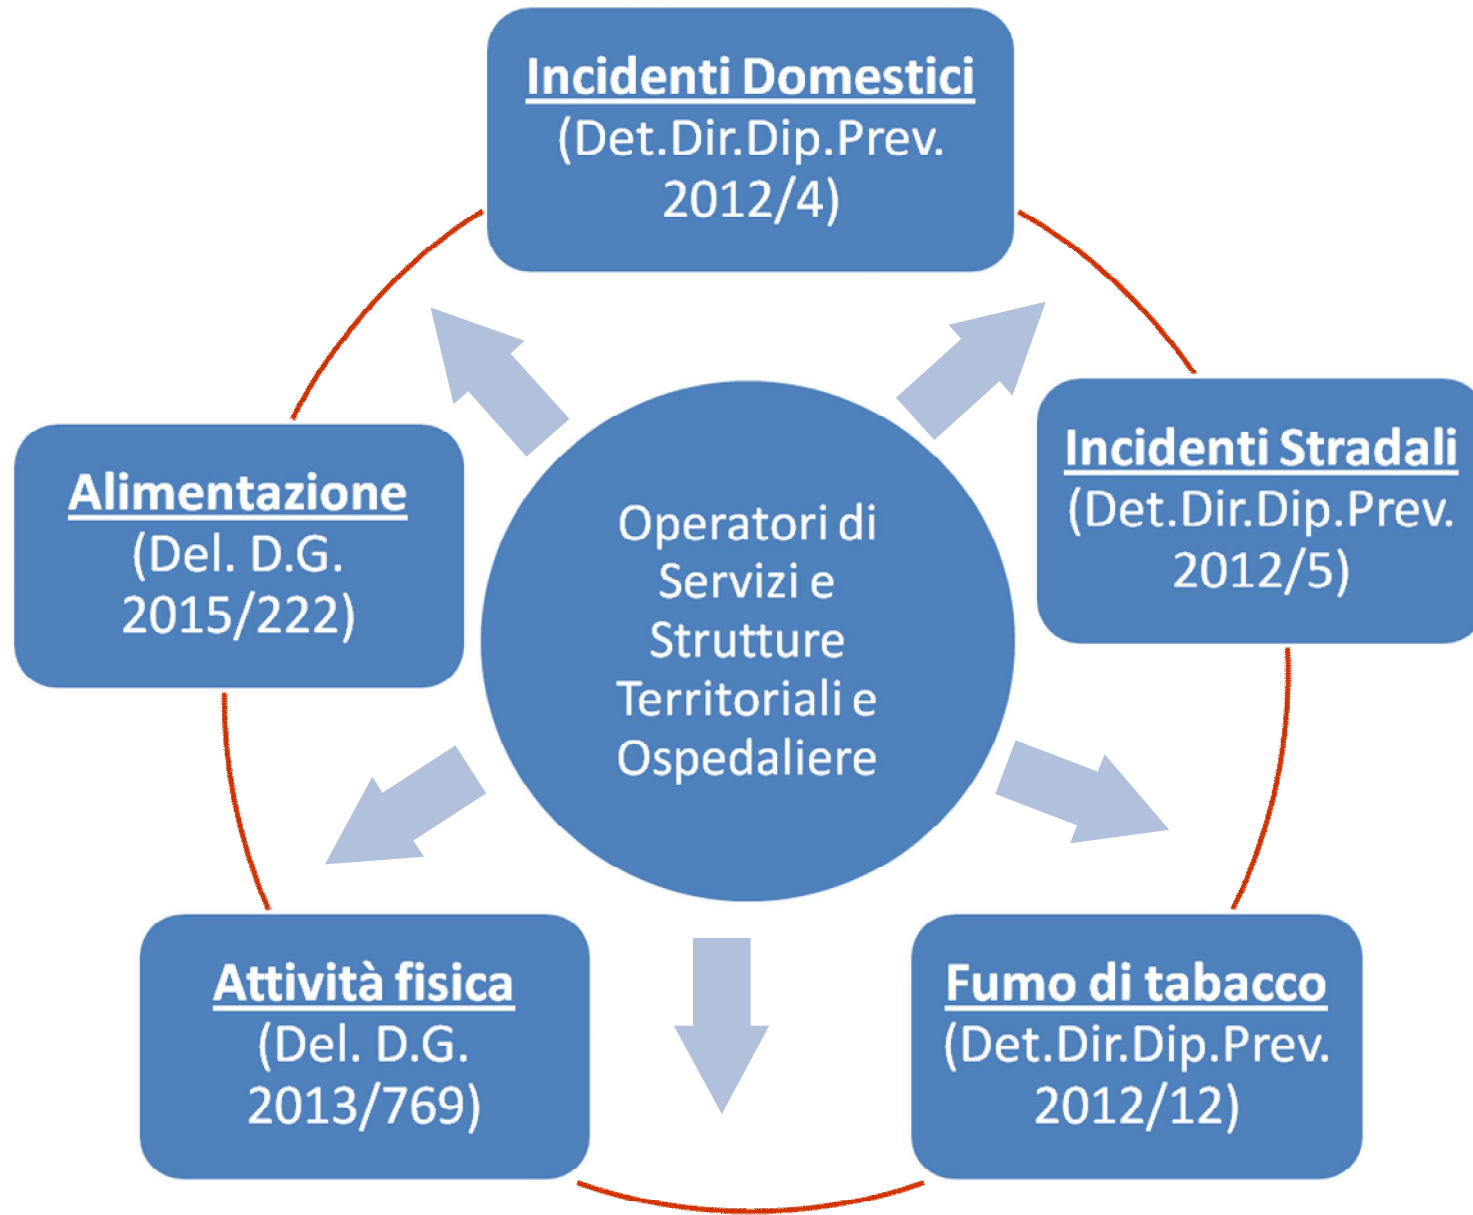 Incidenti Domestici
(Det.Dir.Dip.Prev.
2012/4)
Incidenti Stradali
(Det.Dir.Dip.Prev.
2012/5)
Alimentazione
(Del. D.G.
2015/222)
Operatori di
Servizi e
Strutture
Territoriali e
Ospedaliere
Attività fisica
(Del. D.G.
2013/769)
Fumo di tabacco
(Det.Dir.Dip.Prev.
2012/12)